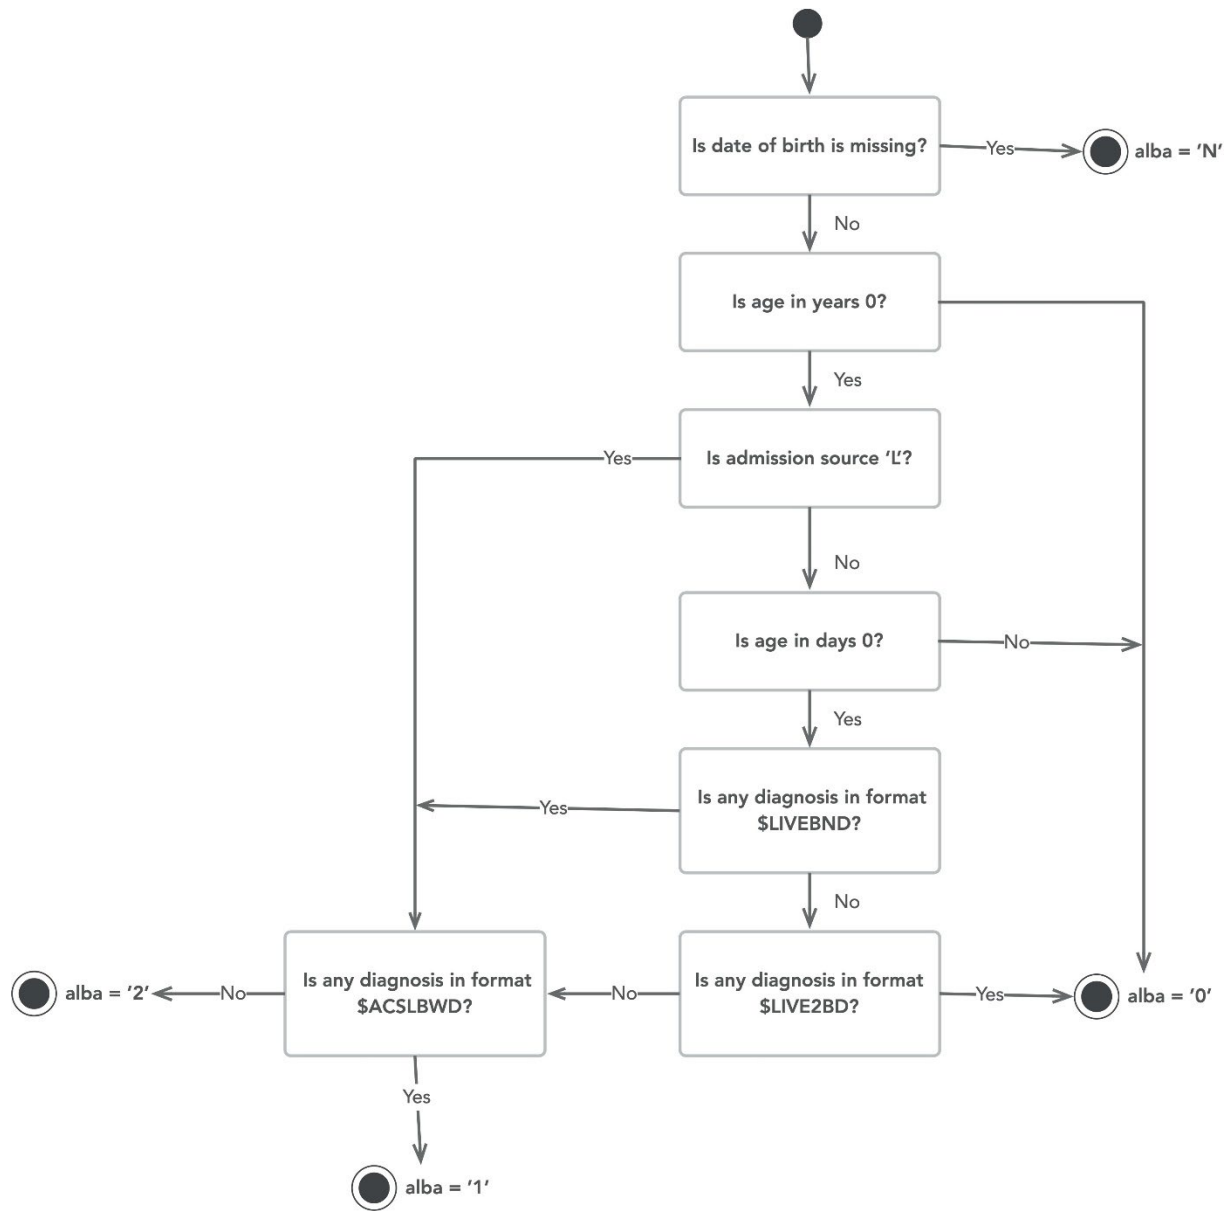 Is date of birth is missing?
Yes
alba = 'N'
No
Is age in years 0?
Yes
Is admission source 'L'?
Yes
No
Is age in days 0?
No
Yes
Is any diagnosis in format
$LIVEBND?
Yes
No
Is any diagnosis in format
$LIVE2BD?
Yes
alba = '0'
No
Is any diagnosis in format
$ACSLBWD?
No
alba = '2'
Yes
alba = '1'